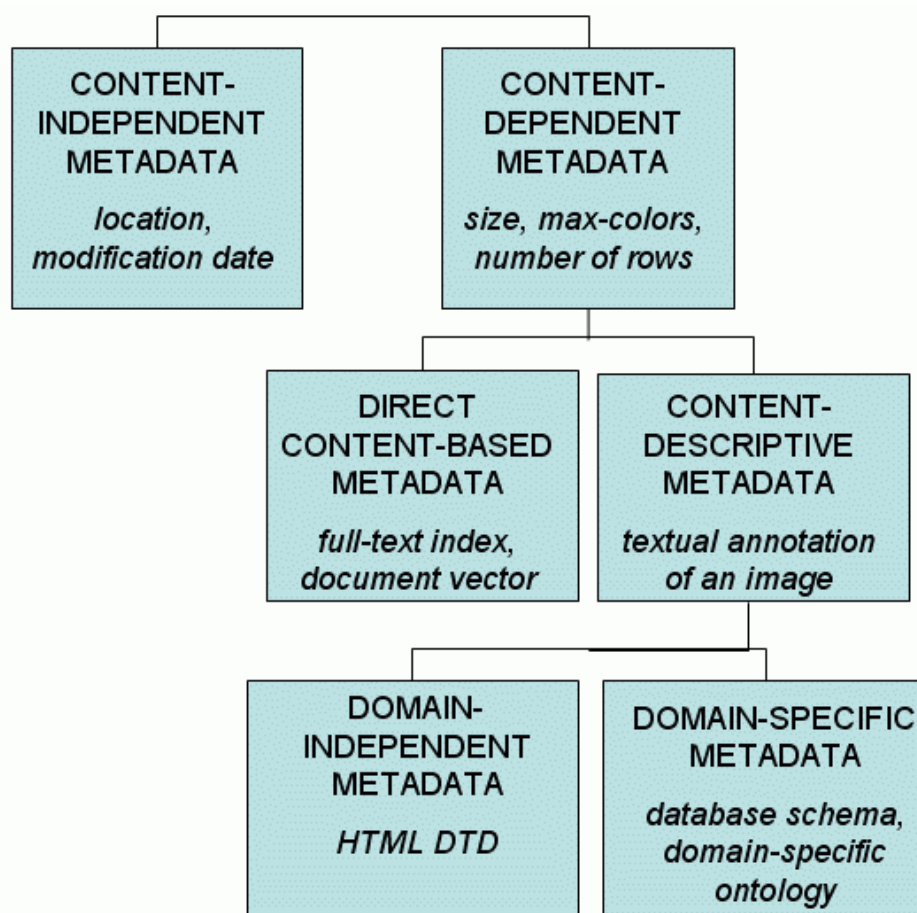 CONTENT-
INDEPENDENT
METADATA
location,
modification date
CONTENT-
DEPENDENT
METADATA
size, max-colors,
number of rows
DIRECT
CONTENT-BASED
METADATA
full-text index,
document vector
CONTENT-
DESCRIPTIVE
METADATA
textual annotation
of an image
DOMAIN-
INDEPENDENT
METADATA
HTML DTD
DOMAIN-SPECIFIC
METADATA
database schema,
domain-specific
ontology